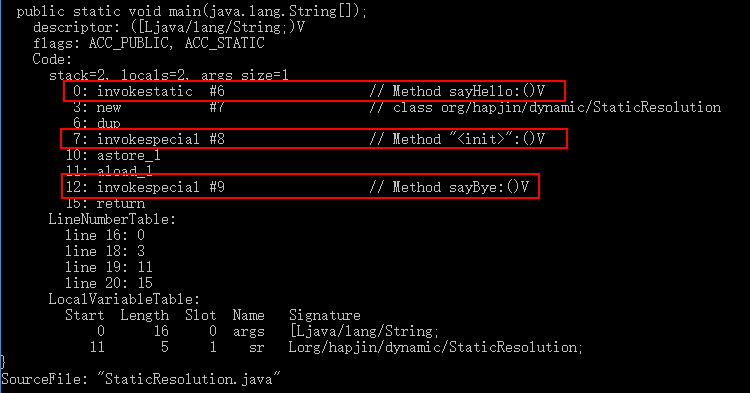 public static void main(java.lang.String[]);
descriptor: ([Ljava/lang/String;)V
flags: ACC_PUBLIC, ACC_STATIC
Code:
stack=2, locals=2, args_size=1
0: invokestatic #6 // Method sayHello:()V
3: new #7 // class org/hapjin/dynamic/StaticResolution
6: dup
7: invokespecial #8 // Method "<init>":()V
10: astore_1
11: aload_1
12: invokespecial #9 // Method sayBye:()V
15: return
LineNumberTable:
line 16: 0
line 18: 3
line 19: 11
line 20: 15
LocalVariableTable:
Start Length Slot Name Signature
0 16 0 args [Ljava/lang/String;
11 5 1 sr Lorg/hapjin/dynamic/StaticResolution;
}
SourceFile: "StaticResolution.java"